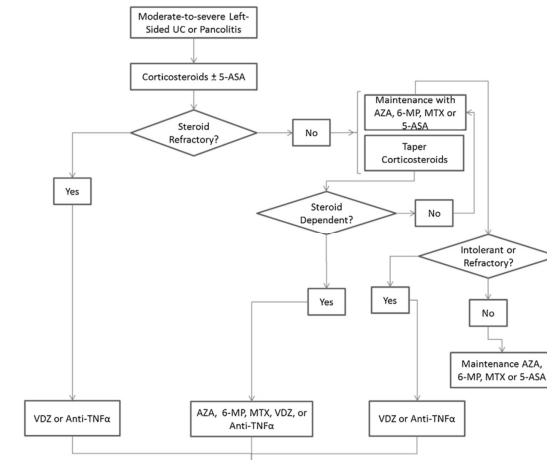 Moderate-to-severe Left-
Sided UC or Pancolitis
Corticosteroids ± 5-ASA
Steroid
Refractory?
No
Maintenance with
AZA, 6-MP, MTX or
5-ASA
Taper
Corticosteroids
Yes
Steroid
Dependent?
No
Intolerant or
Refractory?
Yes
Yes
No
Maintenance AZA,
6-MP, MTX or 5-ASA
VDZ or Anti-TNFα
AZA, 6-MP, MTX, VDZ, or
Anti-TNFα
VDZ or Anti-TNFα